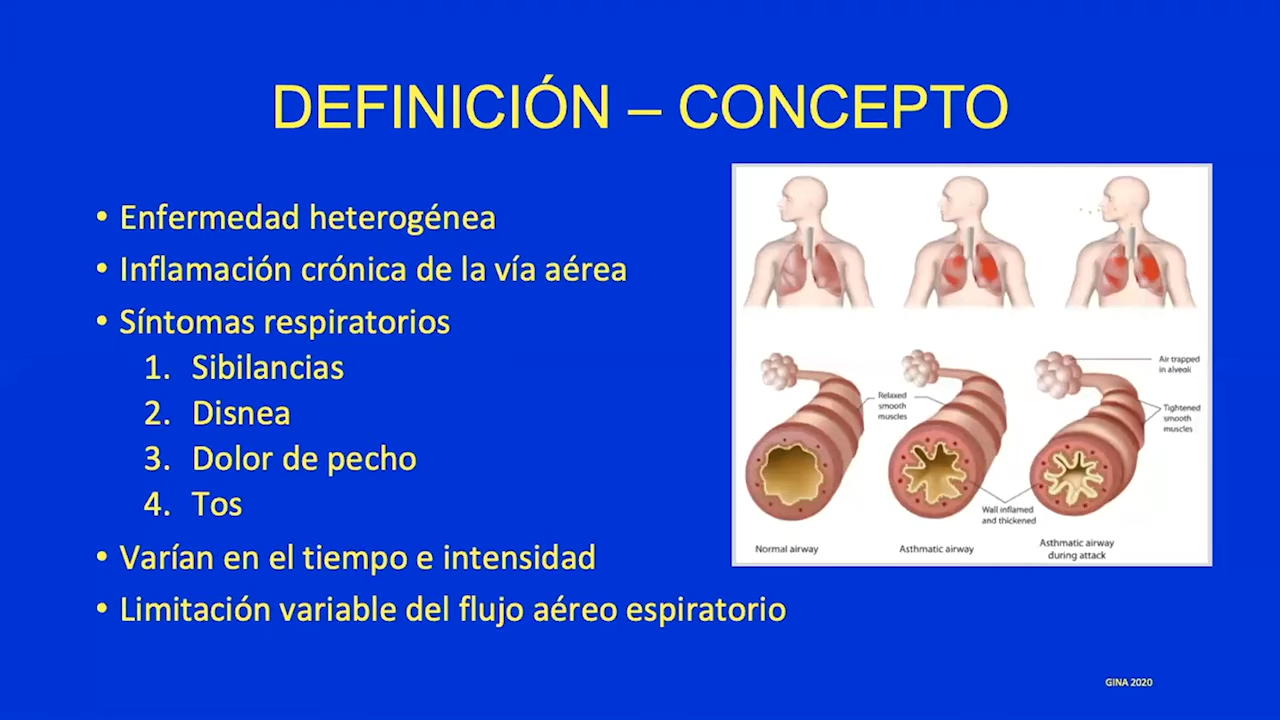 DEFINICIÓN – CONCEPTO
• Enfermedad heterogénea
• Inflamación crónica de la vía aérea
• Síntomas respiratorios
1. Sibilancias
2. Disnea
3. Dolor de pecho
4. Tos
• Varían en el tiempo e intensidad
• Limitación variable del flujo aéreo espiratorio
Air trapped
in alveoli
Relaxed
smooth
muscles
Tightened
smooth
muscles
Wall inflamed
and thickened
Normal airway
Asthmatic airway
Asthmatic airway
during attack
GINA 2020